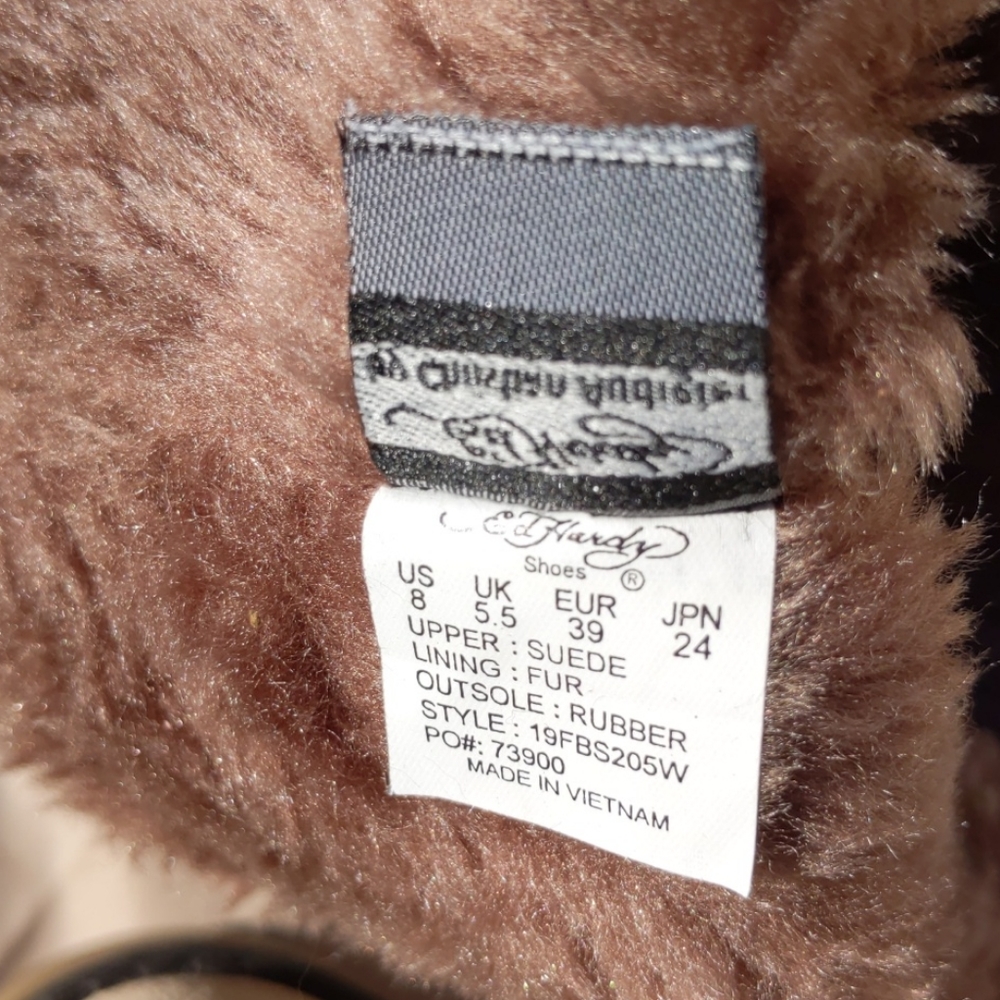 by Christian Audigier
Ed Hardy
Ed Hardy
Shoes ®
US UK EUR JPN
8 5.5 39 24
UPPER : SUEDE
LINING : FUR
OUTSOLE : RUBBER
STYLE : 19FBS205W
PO#: 73900
MADE IN VIETNAM